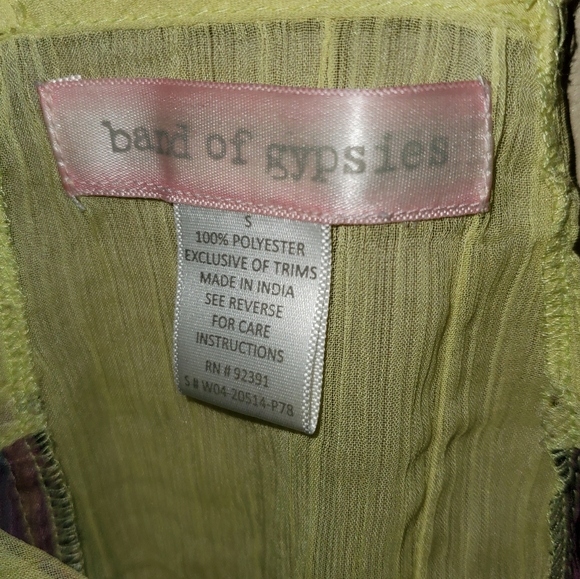 band of gypsies
S
100% POLYESTER
EXCLUSIVE OF TRIMS
MADE IN INDIA
SEE REVERSE
FOR CARE
INSTRUCTIONS
RN # 92391
S # W04-20514-P78